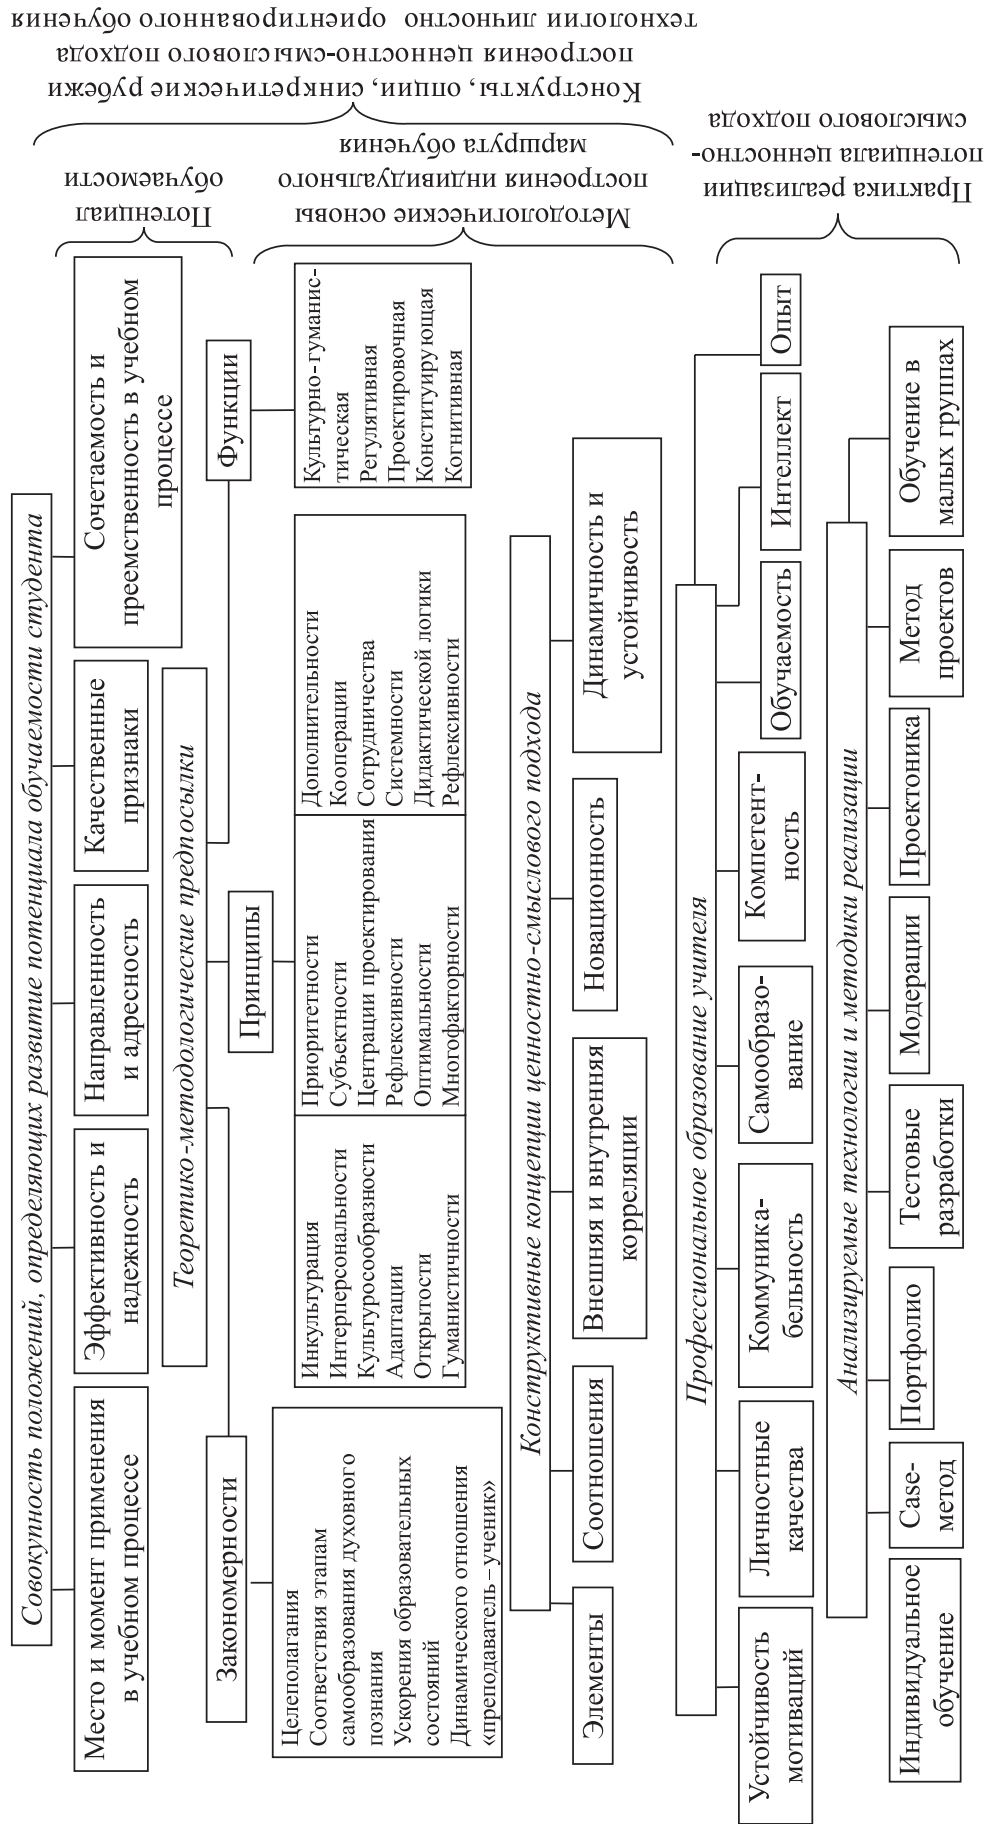 Совокупность положений, определяющих развитие потенциала обучаемости студента
Место и момент применения
в учебном процессе
Эффективность и
надежность
Направленность
и адресность
Качественные
признаки
Сочетаемость и
преемственность в учебном
процессе
Потенциал
обучаемости
Теоретико-методологические предпосылки
Закономерности
Принципы
Функции
Целеполагания
Соответствия этапам
самообразования духовного
познания
Ускорения образовательных
состояний
Динамического отношения
«преподаватель – ученик»
Инкультурация
Интерперсональности
Культуросообразности
Адаптации
Открытости
Гуманистичности
Приоритетности
Субъектности
Центрации проектирования
Рефлексивности
Оптимальности
Многофакторности
Дополнительности
Кооперации
Сотрудничества
Системности
Дидактической логики
Рефлексивности
Культурно-гуманис-
тическая
Регулятивная
Проектировочная
Конституирующая
Когнитивная
Методологические основы
построения индивидуального
маршрута обучения
Конструкты, опции, синкретические рубежи
построения ценностно-смыслового подхода
технологии личностно ориентированного обучения
Конструктивные концепции ценностно-смыслового подхода
Элементы
Соотношения
Внешняя и внутренняя
корреляции
Новационность
Динамичность и
устойчивость
Профессиональное образование учителя
Устойчивость
мотиваций
Личностные
качества
Коммуника-
бельность
Самообразо-
вание
Компетент-
ность
Обучаемость
Интеллект
Опыт
Практика реализации
потенциала ценностно-
смыслового подхода
Анализируемые технологии и методики реализации
Индивидуальное
обучение
Case-
метод
Портфолио
Тестовые
разработки
Модерации
Проектоника
Метод
проектов
Обучение в
малых группах